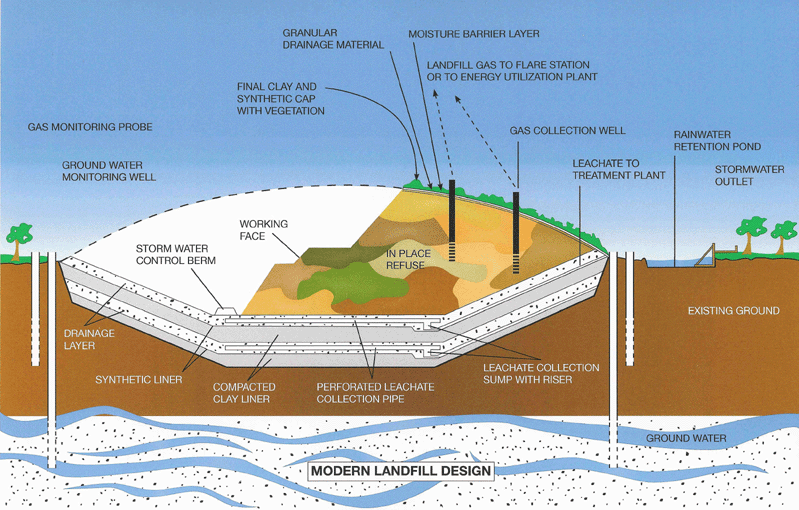 GRANULAR
DRAINAGE MATERIAL
MOISTURE BARRIER LAYER
LANDFILL GAS TO FLARE STATION
OR TO ENERGY UTILIZATION PLANT
FINAL CLAY AND
SYNTHETIC CAP
WITH VEGETATION
GAS MONITORING PROBE
GAS COLLECTION WELL
RAINWATER
RETENTION POND
GROUND WATER
MONITORING WELL
LEACHATE TO
TREATMENT PLANT
STORMWATER
OUTLET
WORKING
FACE
STORM WATER
CONTROL BERM
IN PLACE
REFUSE
EXISTING GROUND
DRAINAGE
LAYER
SYNTHETIC LINER
COMPACTED
CLAY LINER
PERFORATED LEACHATE
COLLECTION PIPE
LEACHATE COLLECTION
SUMP WITH RISER
GROUND WATER
MODERN LANDFILL DESIGN